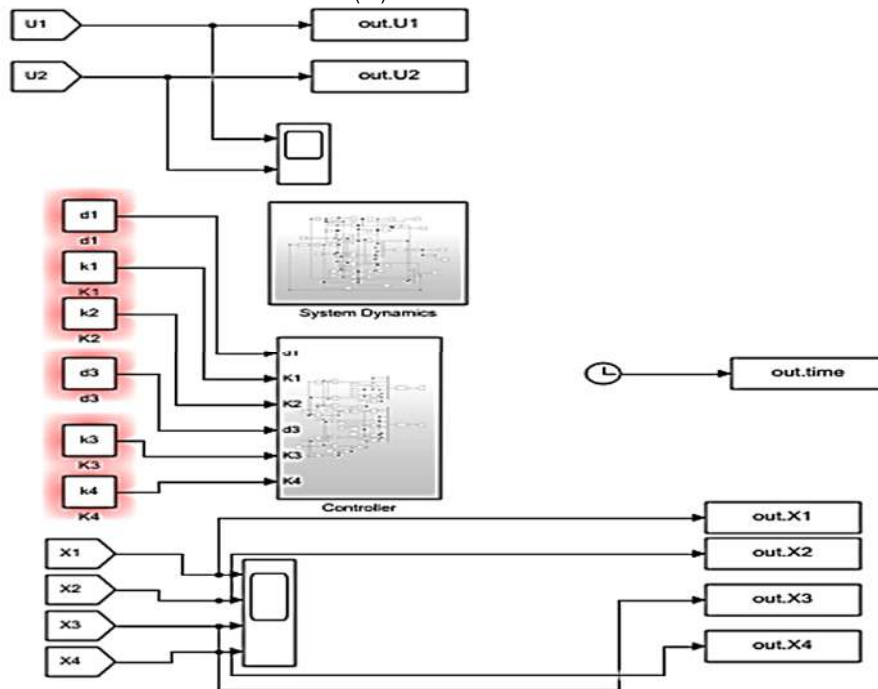 U1 out.U1
U2 out.U2
d1
d1
k1
K1
k2
K2
System Dynamics
d3
d3
k3
K3
k4
K4
d1
K1
K2
d3
K3
K4
Controller
out.time
X1 out.X1
X2 out.X2
X3 out.X3
X4 out.X4